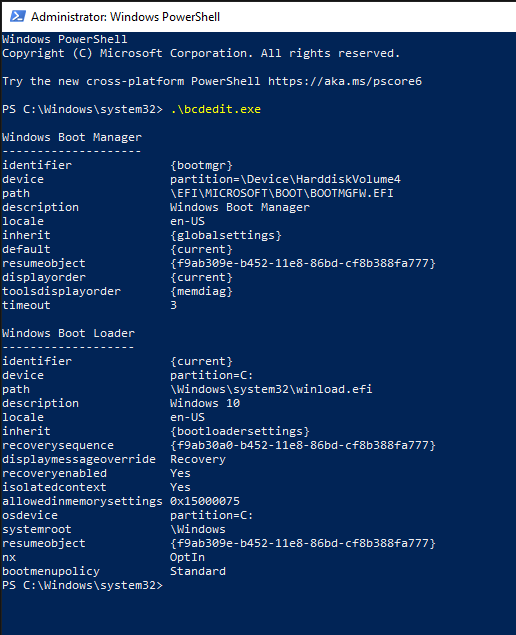 Administrator: Windows PowerShell
Windows PowerShell
Copyright (C) Microsoft Corporation. All rights reserved.
Try the new cross-platform PowerShell https://aka.ms/pscore6
PS C:\Windows\system32> .\bcdedit.exe
Windows Boot Manager
--------------------
identifier              {bootmgr}
device                  partition=\Device\HarddiskVolume4
path                    \EFI\MICROSOFT\BOOT\BOOTMGFW.EFI
description             Windows Boot Manager
locale                  en-US
inherit                 {globalsettings}
default                 {current}
resumeobject            {f9ab309e-b452-11e8-86bd-cf8b388fa777}
displayorder            {current}
toolsdisplayorder       {memdiag}
timeout                 3
Windows Boot Loader
-------------------
identifier              {current}
device                  partition=C:
path                    \Windows\system32\winload.efi
description             Windows 10
locale                  en-US
inherit                 {bootloadersettings}
recoverysequence        {f9ab30a0-b452-11e8-86bd-cf8b388fa777}
displaymessageoverride  Recovery
recoveryenabled         Yes
isolatedcontext         Yes
allowedinmemorysettings 0x15000075
osdevice                partition=C:
systemroot              \Windows
resumeobject            {f9ab309e-b452-11e8-86bd-cf8b388fa777}
nx                      OptIn
bootmenupolicy          Standard
PS C:\Windows\system32>